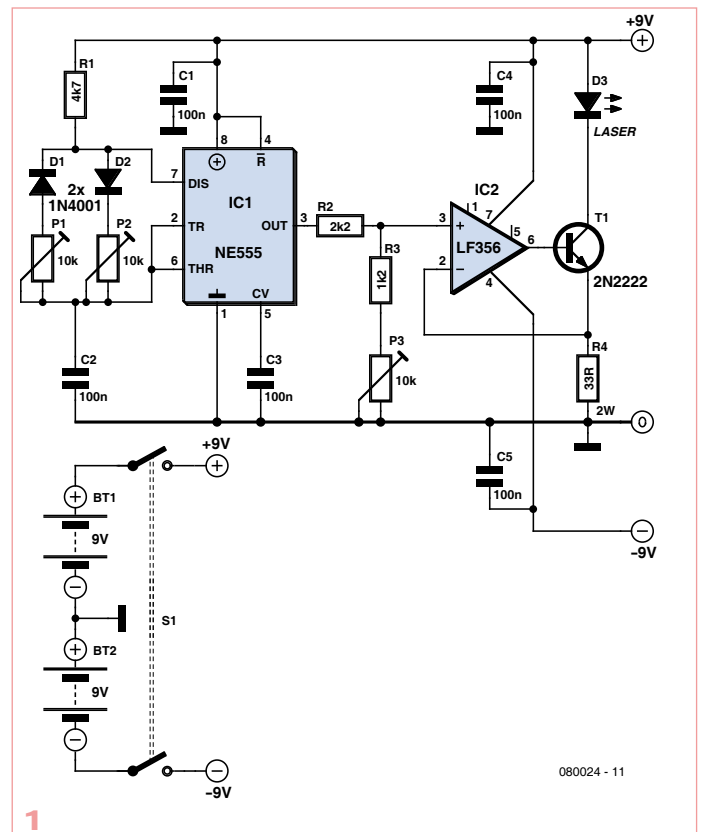 +9V
R1
4k7
C1
100n
C4
100n
D3
LASER
D1
D2
2x
1N4001
P1
10k
P2
10k
8
4
R̅
7
DIS
2
TR
6
THR
IC1
NE555
OUT
3
CV
1
5
R2
2k2
R3
1k2
P3
10k
IC2
LF356
3
+
2
−
1
7
5
6
4
T1
2N2222
R4
33R
2W
C2
100n
C3
100n
0
C5
100n
+9V
−9V
BT1
9V
S1
BT2
9V
−9V
080024 - 11
1